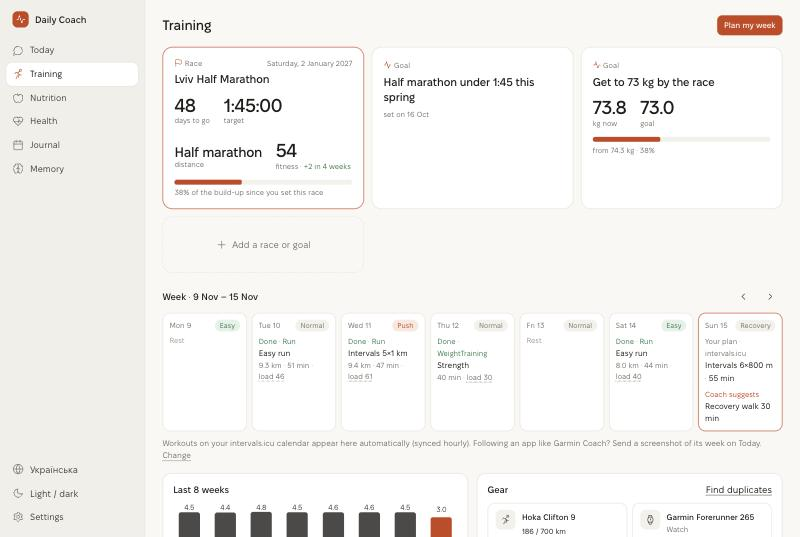 Daily Coach
Today
Training
Nutrition
Health
Journal
Memory
Українська
Light / dark
Settings
Training
Plan my week
Race
Saturday, 2 January 2027
Lviv Half Marathon
48
1:45:00
days to go
target
Half marathon
54
distance
fitness · +2 in 4 weeks
38% of the build-up since you set this race
Goal
Half marathon under 1:45 this
spring
set on 16 Oct
Goal
Get to 73 kg by the race
73.8
73.0
kg now
goal
from 74.3 kg · 38%
+ Add a race or goal
Week · 9 Nov – 15 Nov
Mon 9
Easy
Rest
Tue 10
Normal
Done · Run
Easy run
9.3 km · 51 min ·
load 46
Wed 11
Push
Done · Run
Intervals 5×1 km
9.4 km · 47 min ·
load 61
Thu 12
Normal
Done ·
WeightTraining
Strength
40 min · load 30
Fri 13
Normal
Rest
Sat 14
Easy
Done · Run
Easy run
8.0 km · 44 min
· load 40
Sun 15
Recovery
Your plan ·
intervals.icu
Intervals 6×800 m
· 55 min
Coach suggests
Recovery walk 30
min
Workouts on your intervals.icu calendar appear here automatically (synced hourly). Following an app like Garmin Coach? Send a screenshot of its week on Today.
Change
Last 8 weeks
4.5
4.4
4.8
4.5
4.6
4.6
4.5
3.0
Gear
Find duplicates
Hoka Clifton 9
186 / 700 km
Garmin Forerunner 265
Watch